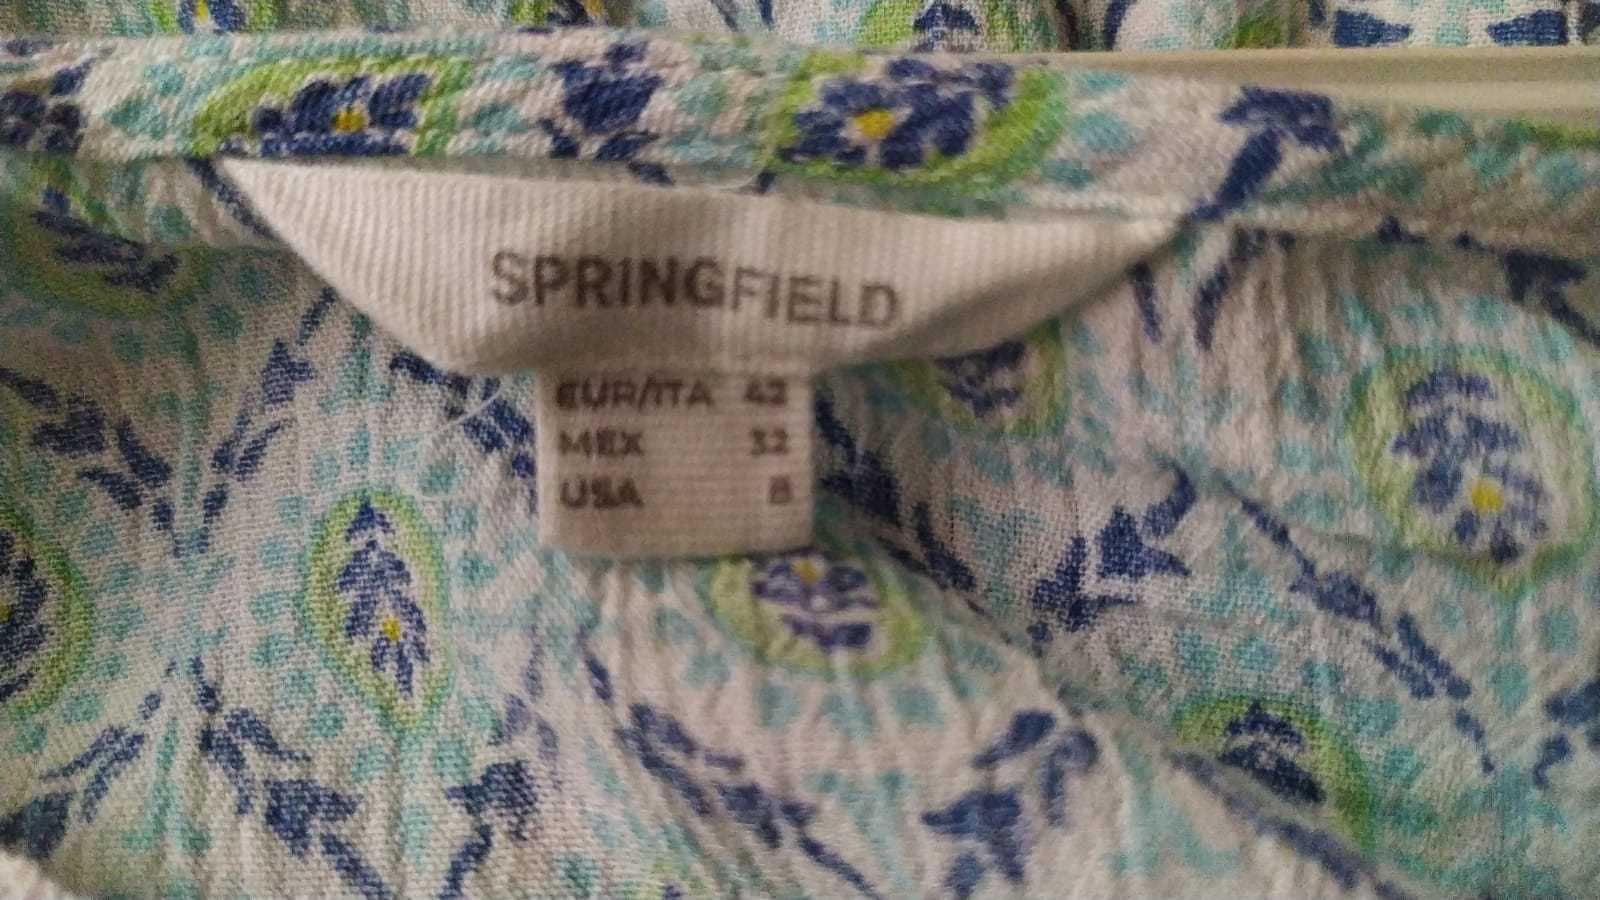 SPRINGFIELD
EUR/ITA 42
MEX 32
USA 8